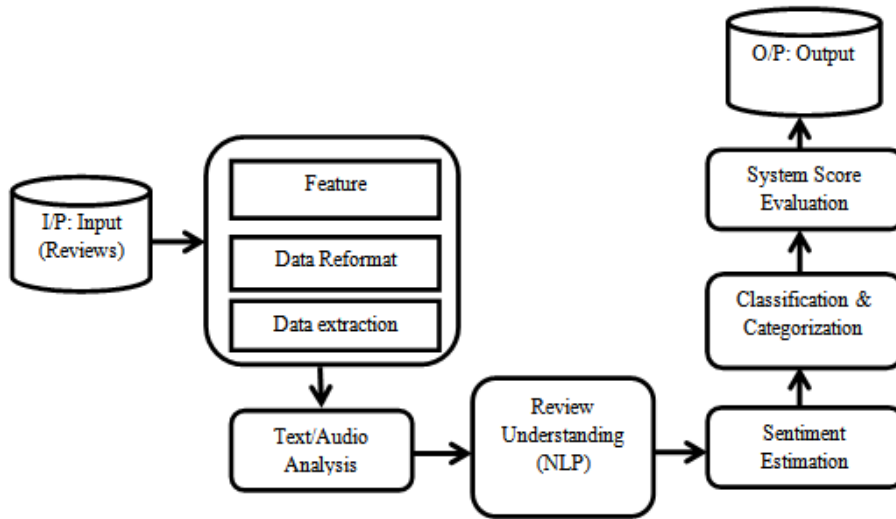 I/P: Input
(Reviews)
Feature
Data Reformat
Data extraction
Text/Audio
Analysis
Review
Understanding
(NLP)
Sentiment
Estimation
Classification &
Categorization
System Score
Evaluation
O/P: Output